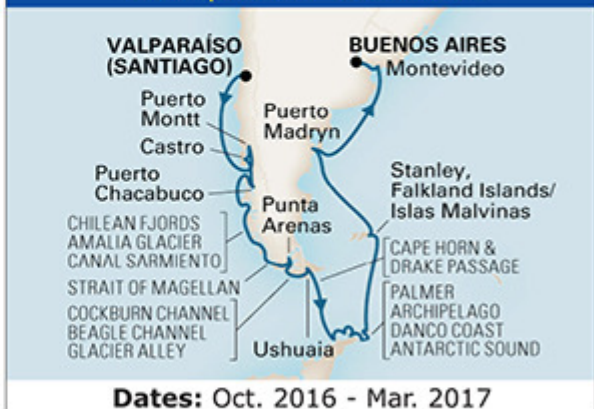 VALPARAÍSO
(SANTIAGO)
BUENOS AIRES
Montevideo
Puerto
Montt
Puerto
Madryn
Castro
Puerto
Chacabuco
Stanley,
Falkland Islands/
Islas Malvinas
Punta
Arenas
CHILEAN FJORDS
AMALIA GLACIER
CANAL SARMIENTO
CAPE HORN &
DRAKE PASSAGE
STRAIT OF MAGELLAN
COCKBURN CHANNEL
BEAGLE CHANNEL
GLACIER ALLEY
PALMER
ARCHIPELAGO
DANCO COAST
ANTARCTIC SOUND
Ushuaia
Dates: Oct. 2016 - Mar. 2017